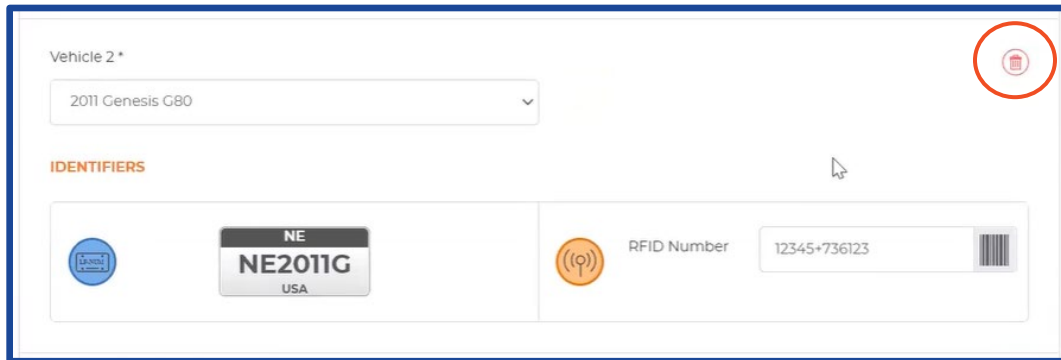 Vehicle 2 *
2011 Genesis G80
IDENTIFIERS
NE
NE2011G
USA
RFID Number
12345+736123